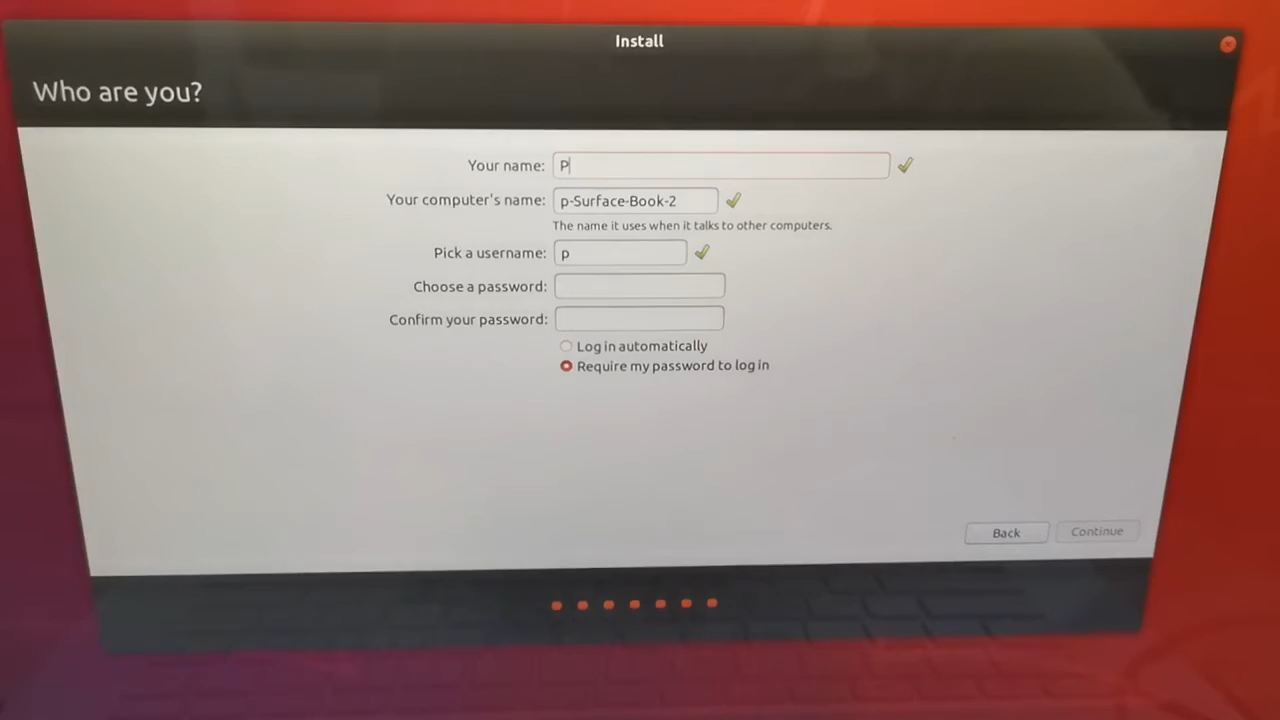 Install
Who are you?
Your name: P
Your computer's name: p-Surface-Book-2
The name it uses when it talks to other computers.
Pick a username: p
Choose a password:
Confirm your password:
Log in automatically
Require my password to log in
Back Continue